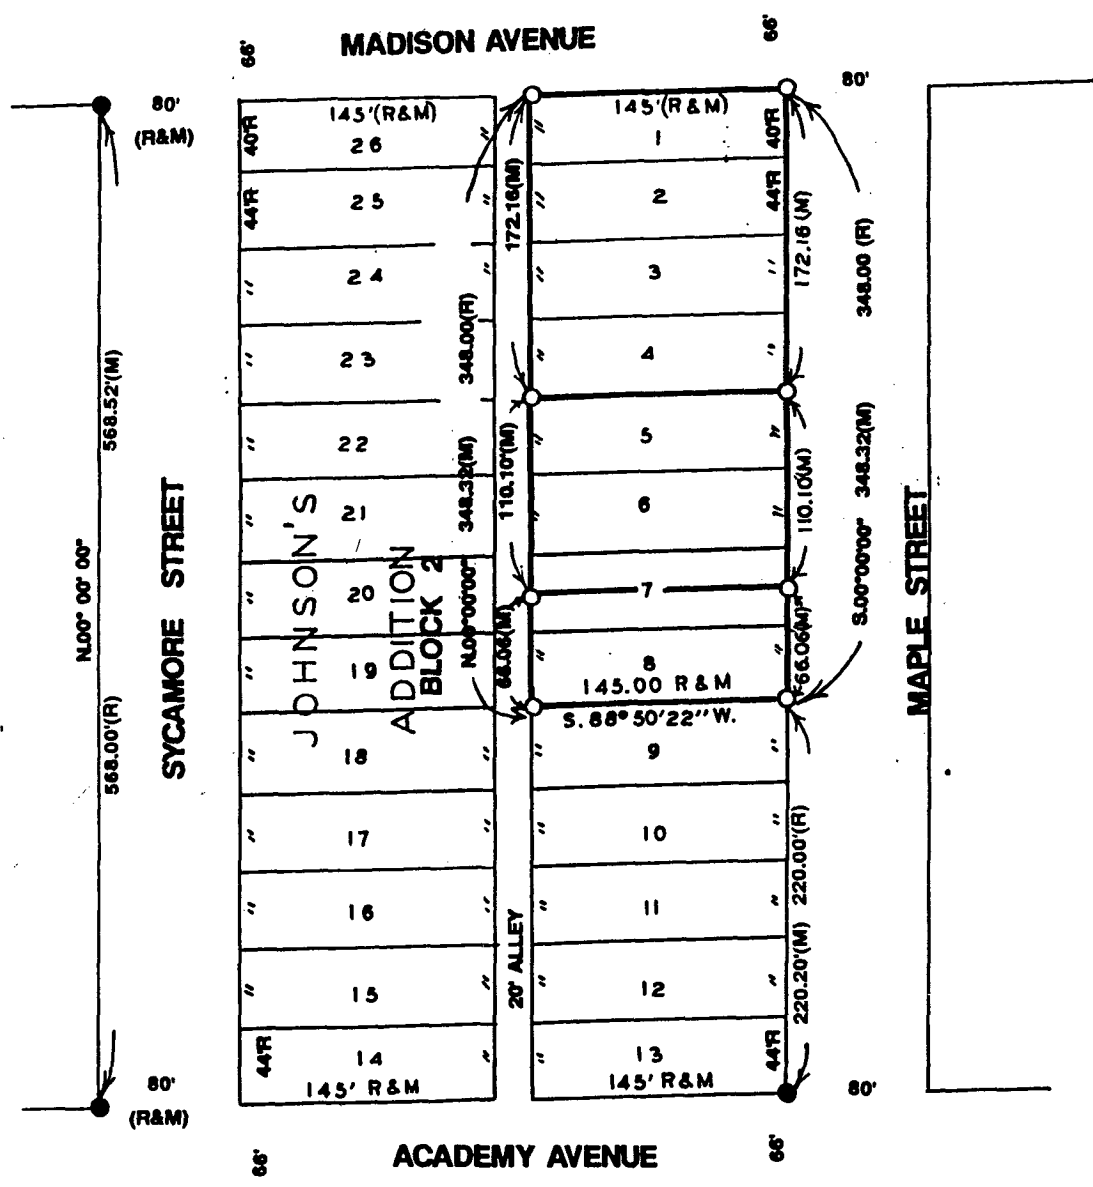 66'
MADISON AVENUE
66'
80'
(R&M)
80'
145'(R&M)
145'(R&M)
40'R
26
1
40'R
44'R
25
2
44'R
172.16(M)
172.16 (M)
348.00 (R)
24
3
348.00(R)
23
4
568.52'(M)
22
5
348.32(M)
110.10'(M)
110.10(M)
348.32(M)
21
6
SYCAMORE STREET
JOHNSON'S
ADDITION
BLOCK 2
N.00° 00' 00"
N.00°00'00"
S.00°00'00"
MAPLE STREET
20
7
66.06(M)
66.06(M)
19
8
145.00 R&M
S. 88° 50' 22" W.
18
9
568.00'(R)
17
10
220.00'(R)
16
11
20' ALLEY
220.20'(M)
15
12
44'R
14
13
44'R
145' R&M
145' R&M
80'
(R&M)
80'
66'
ACADEMY AVENUE
66'